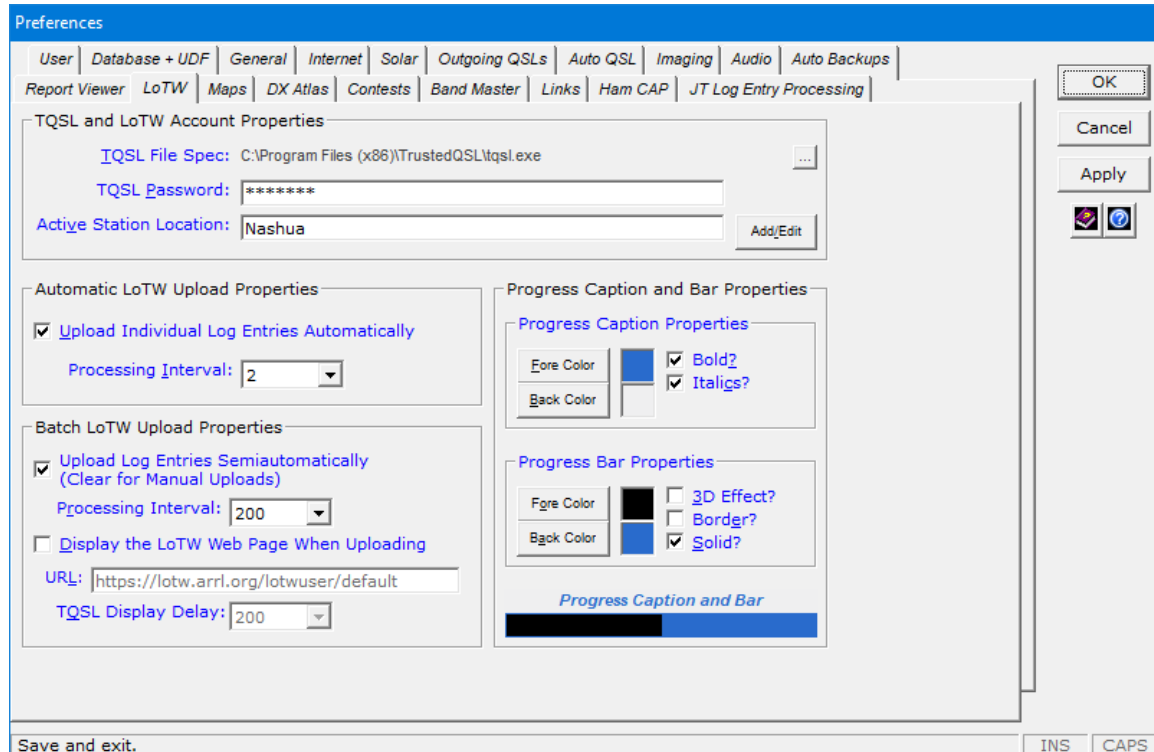 Preferences
User Database + UDF General Internet Solar Outgoing QSLs Auto QSL Imaging Audio Auto Backups
Report Viewer LoTW Maps DX Atlas Contests Band Master Links Ham CAP JT Log Entry Processing
OK
Cancel
Apply
TQSL and LoTW Account Properties
TQSL File Spec: C:\Program Files (x86)\TrustedQSL\tqsl.exe ...
TQSL Password: *******
Active Station Location: Nashua Add/Edit
Automatic LoTW Upload Properties
Upload Individual Log Entries Automatically
Processing Interval: 2
Batch LoTW Upload Properties
Upload Log Entries Semiautomatically
(Clear for Manual Uploads)
Processing Interval: 200
Display the LoTW Web Page When Uploading
URL: https://lotw.arrl.org/lotwuser/default
TQSL Display Delay: 200
Progress Caption and Bar Properties
Progress Caption Properties
Fore Color Bold?
Back Color Italics?
Progress Bar Properties
Fore Color 3D Effect?
Border?
Back Color Solid?
Progress Caption and Bar
Save and exit. INS CAPS